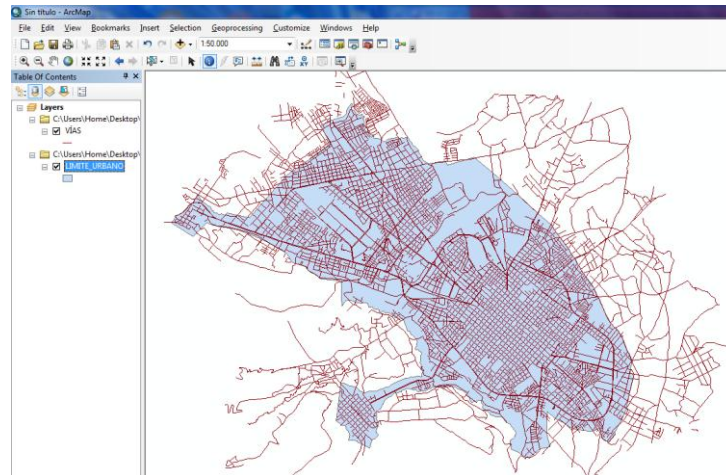 Sin título - ArcMap
File Edit View Bookmarks Insert Selection Geoprocessing Customize Windows Help
1:50.000
Table Of Contents
Layers
C:\Users\Home\Desktop\
VÍAS
C:\Users\Home\Desktop\
LIMITE_URBANO